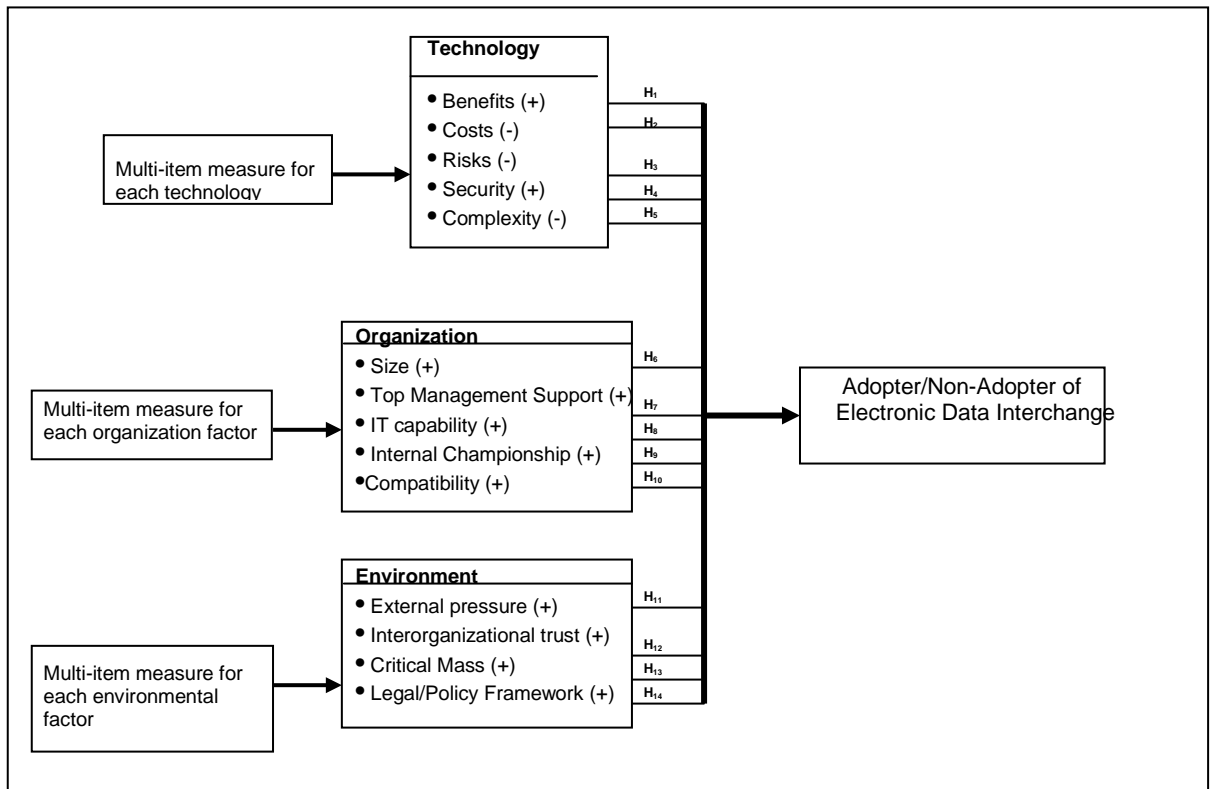 Technology
• Benefits (+)
• Costs (-)
• Risks (-)
• Security (+)
• Complexity (-)
H₁
H₂
H₃
H₄
H₅
Multi-item measure for
each technology
Organization
• Size (+)
• Top Management Support (+)
• IT capability (+)
• Internal Championship (+)
•Compatibility (+)
H₆
H₇
H₈
H₉
H₁₀
Multi-item measure for
each organization factor
Adopter/Non-Adopter of
Electronic Data Interchange
Environment
• External pressure (+)
• Interorganizational trust (+)
• Critical Mass (+)
• Legal/Policy Framework (+)
H₁₁
H₁₂
H₁₃
H₁₄
Multi-item measure for
each environmental
factor